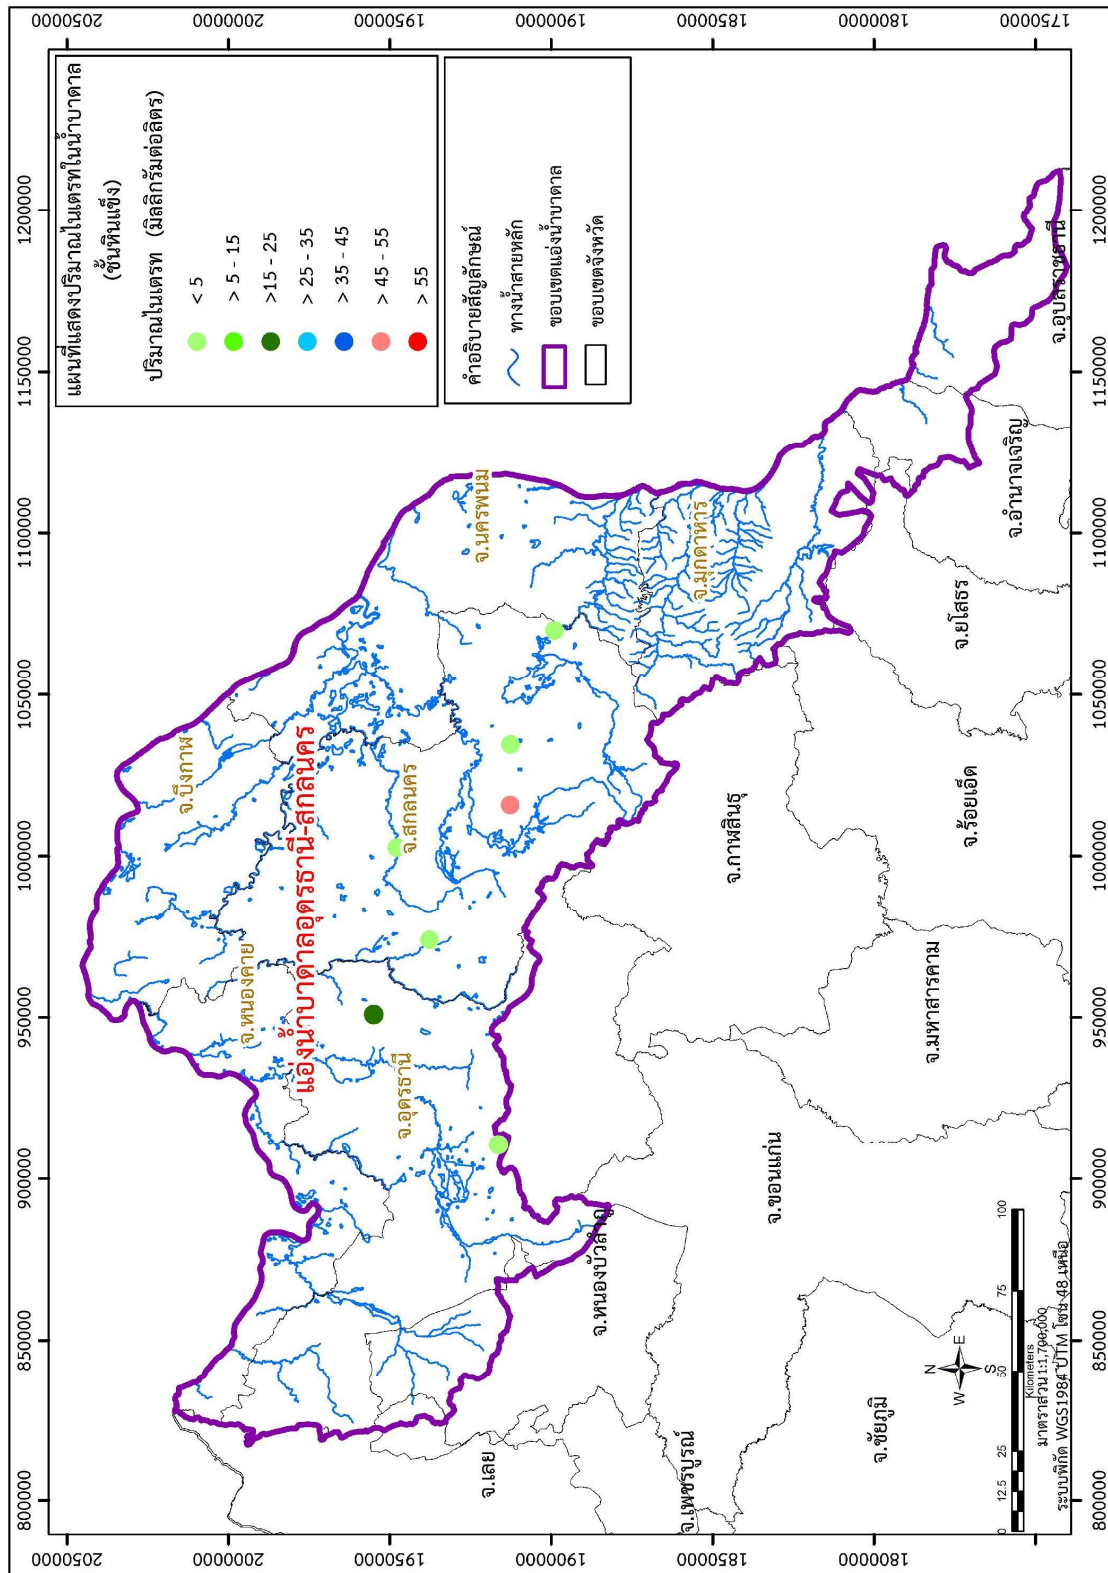 แผนที่แสดงปริมาณไนเตรทในน้ำบาดาล
(ชั้นหินแข็ง)
ปริมาณไนเตรท (มิลลิกรัมต่อลิตร)
< 5
> 5 - 15
>15 - 25
> 25 - 35
> 35 - 45
> 45 - 55
> 55
คำอธิบายสัญลักษณ์
ทางน้ำสายหลัก
ขอบเขตแอ่งน้ำบาดาล
ขอบเขตจังหวัด
800000
850000
900000
950000
1000000
1050000
1100000
1150000
1200000
2050000
2000000
1950000
1900000
1850000
1800000
1750000
แอ่งน้ำบาดาลอุดรธานี-สกลนคร
จ.บึงกาฬ
จ.หนองคาย
จ.อุดรธานี
จ.สกลนคร
จ.นครพนม
จ.มุกดาหาร
จ.เลย
จ.หนองบัวลำภู
จ.เพชรบูรณ์
จ.ชัยภูมิ
จ.ขอนแก่น
จ.กาฬสินธุ์
จ.มหาสารคาม
จ.ร้อยเอ็ด
จ.ยโสธร
จ.อำนาจเจริญ
จ.อุบลราชธานี
N
W E
S
0 12.5 25 50 75 100
Kilometers
มาตราส่วน 1:1,700,000
ระบบพิกัด WGS1984 UTM โซน 48 เหนือ
800000
850000
900000
950000
1000000
1050000
1100000
1150000
1200000
2050000
2000000
1950000
1900000
1850000
1800000
1750000